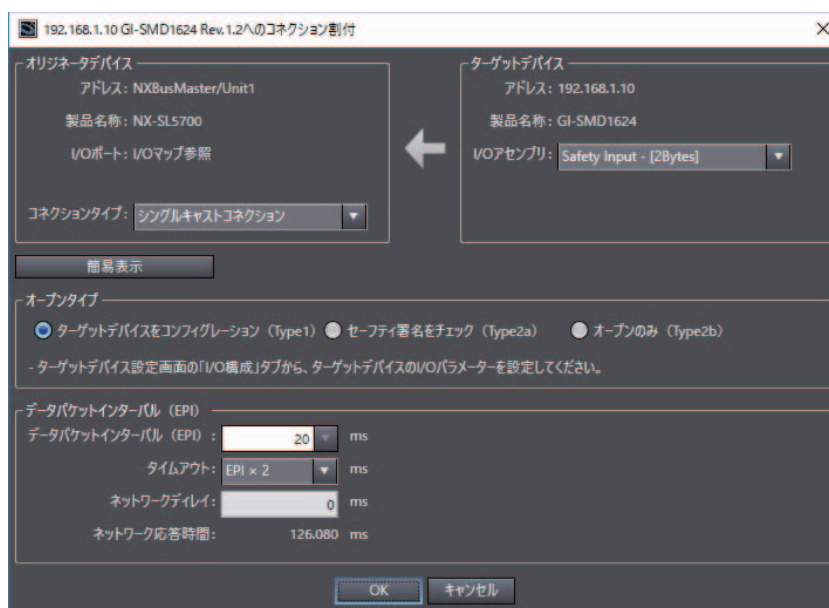 192.168.1.10 GI-SMD1624 Rev.1.2へのコネクション割付
オリジネータデバイス
アドレス: NXBusMaster/Unit1
製品名称: NX-SL5700
I/Oポート: I/Oマップ参照
コネクションタイプ: シングルキャストコネクション
ターゲットデバイス
アドレス: 192.168.1.10
製品名称: GI-SMD1624
I/Oアセンブリ: Safety Input - [2Bytes]
簡易表示
オープンタイプ
ターゲットデバイスをコンフィグレーション (Type1) セーフティ署名をチェック (Type2a) オープンのみ (Type2b)
- ターゲットデバイス設定画面の「I/O構成」タブから、ターゲットデバイスのI/Oパラメーターを設定してください。
データパケットインターバル (EPI)
データパケットインターバル (EPI) : 20 ms
タイムアウト: EPI × 2 ms
ネットワークディレイ: 0 ms
ネットワーク応答時間: 126.080 ms
OK キャンセル